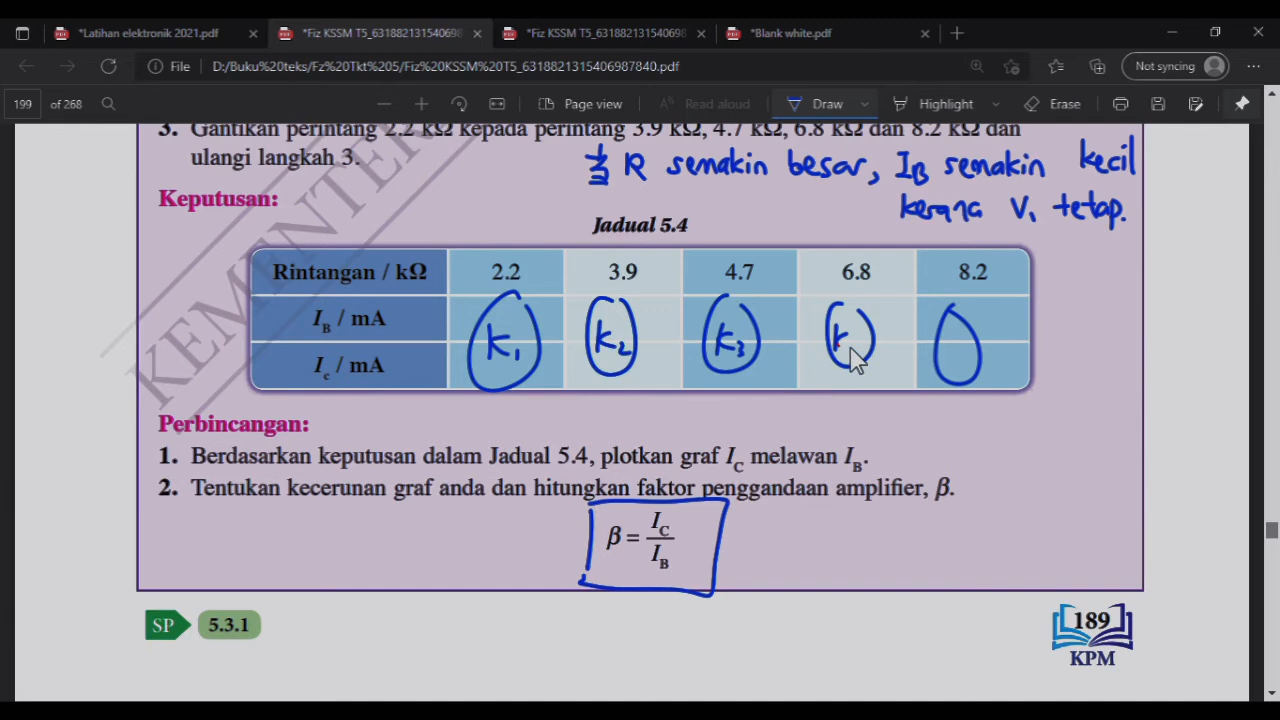 *Latihan elektronik 2021.pdf
*Fiz KSSM T5_631882131540698
*Fiz KSSM T5_631882131540698
*Blank white.pdf
File
D:/Buku%20teks/Fz%20Tkt%205/Fiz%20KSSM%20T5_6318821315406987840.pdf
Not syncing
199 of 268
Page view
Read aloud
Draw
Highlight
Erase
3. Gantikan perintang 2.2 kΩ kepada perintang 3.9 kΩ, 4.7 kΩ, 6.8 kΩ dan 8.2 kΩ dan
ulangi langkah 3.
R semakin besar, IB semakin kecil
kerana V1 tetap.
Keputusan:
Jadual 5.4
Rintangan / kΩ 2.2 3.9 4.7 6.8 8.2
IB / mA
k1 k2 k3 k
Ic / mA
Perbincangan:
1. Berdasarkan keputusan dalam Jadual 5.4, plotkan graf IC melawan IB.
2. Tentukan kecerunan graf anda dan hitungkan faktor penggandaan amplifier, β.
β = IC
IB
SP 5.3.1
189
KPM
KEMENTER